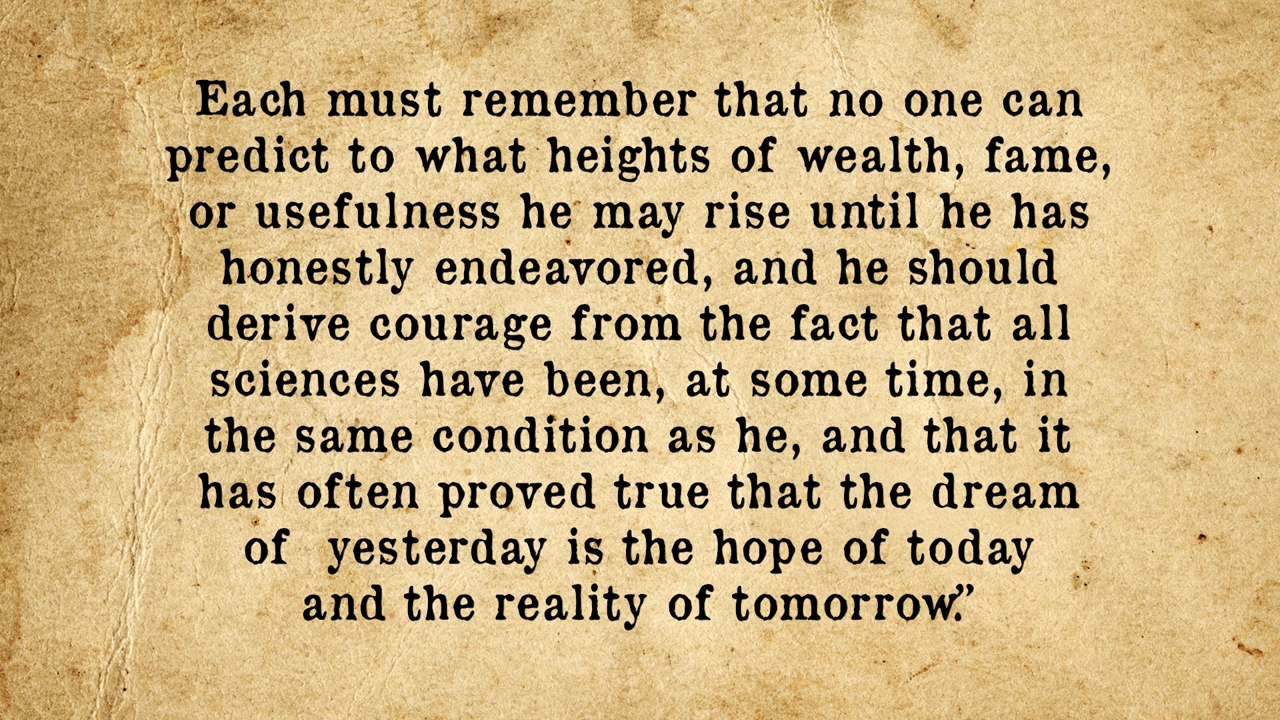 Each must remember that no one can
predict to what heights of wealth, fame,
or usefulness he may rise until he has
honestly endeavored, and he should
derive courage from the fact that all
sciences have been, at some time, in
the same condition as he, and that it
has often proved true that the dream
of  yesterday is the hope of today
and the reality of tomorrow.”